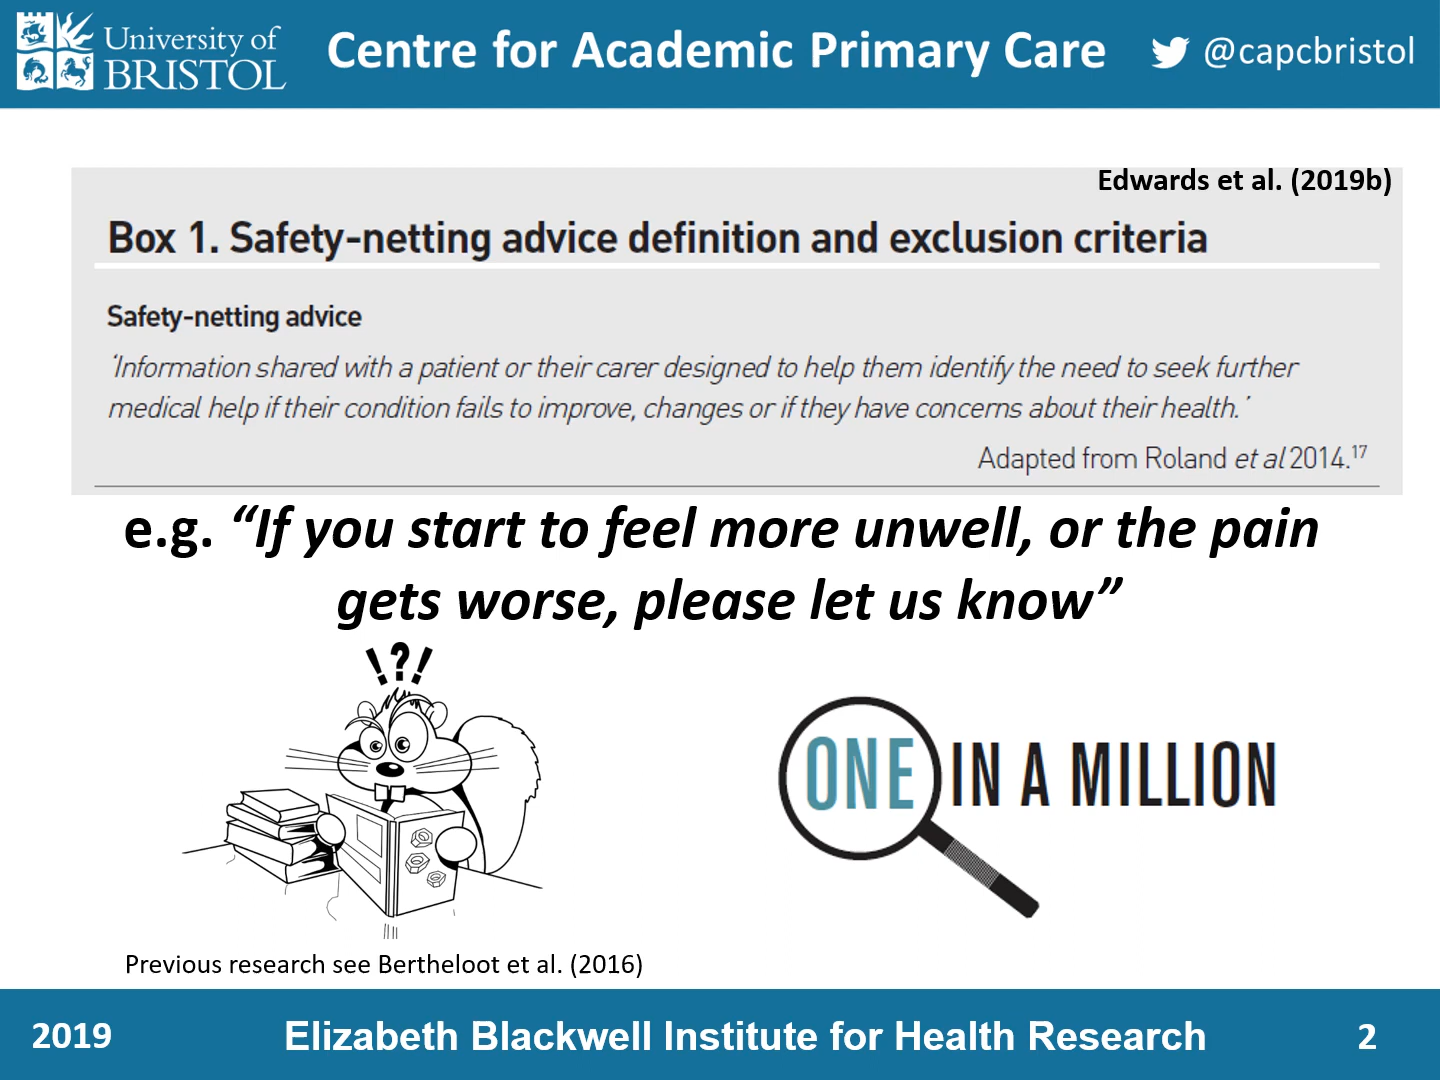 University of
BRISTOL
Centre for Academic Primary Care
@capcbristol
Edwards et al. (2019b)
Box 1. Safety-netting advice definition and exclusion criteria
Safety-netting advice
‘Information shared with a patient or their carer designed to help them identify the need to seek further
medical help if their condition fails to improve, changes or if they have concerns about their health.’
Adapted from Roland et al 2014.¹⁷
e.g. “If you start to feel more unwell, or the pain
gets worse, please let us know”
!?!
ONE IN A MILLION
Previous research see Bertheloot et al. (2016)
2019
Elizabeth Blackwell Institute for Health Research
2